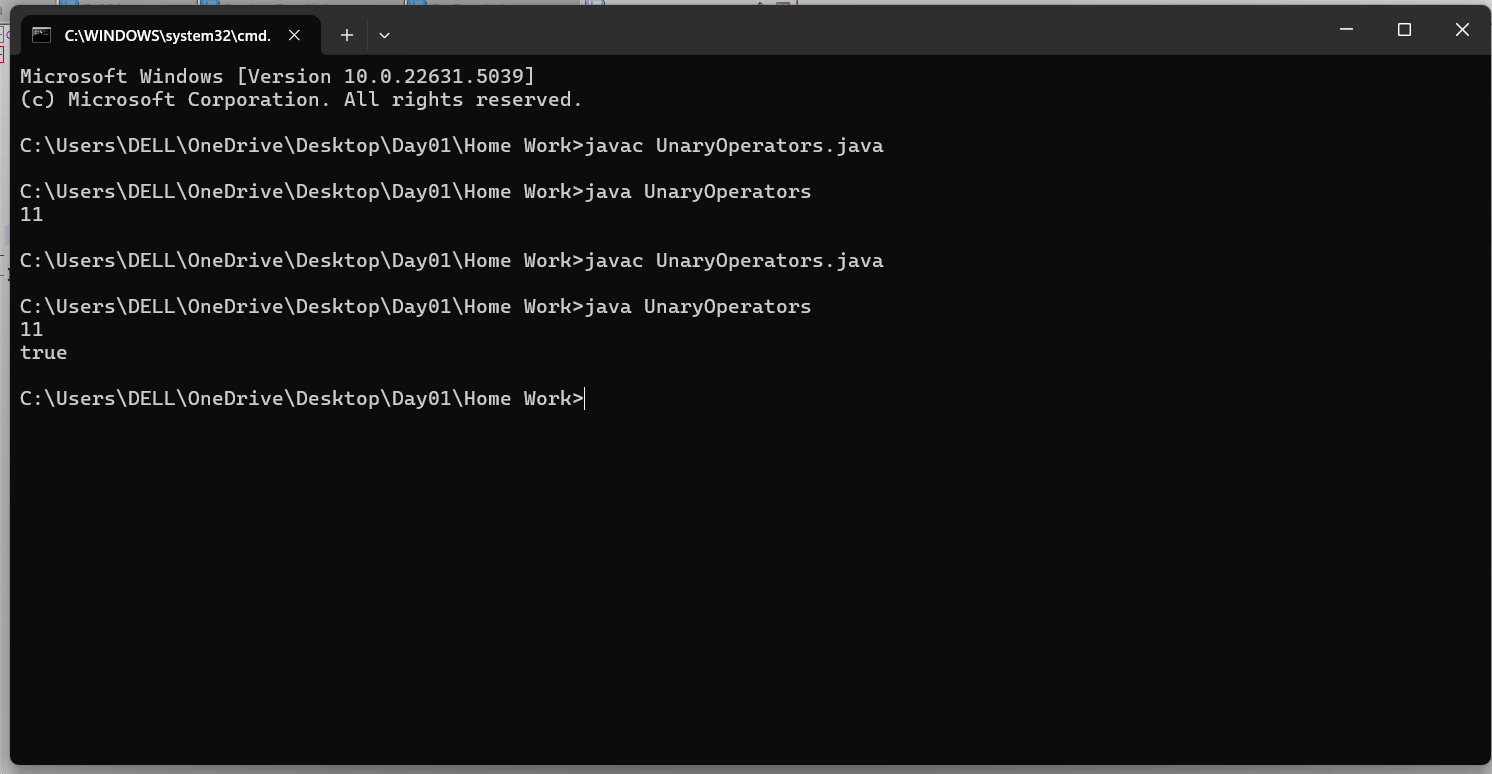 C:\WINDOWS\system32\cmd.
Microsoft Windows [Version 10.0.22631.5039]
(c) Microsoft Corporation. All rights reserved.
C:\Users\DELL\OneDrive\Desktop\Day01\Home Work>javac UnaryOperators.java
C:\Users\DELL\OneDrive\Desktop\Day01\Home Work>java UnaryOperators
11
C:\Users\DELL\OneDrive\Desktop\Day01\Home Work>javac UnaryOperators.java
C:\Users\DELL\OneDrive\Desktop\Day01\Home Work>java UnaryOperators
11
true
C:\Users\DELL\OneDrive\Desktop\Day01\Home Work>